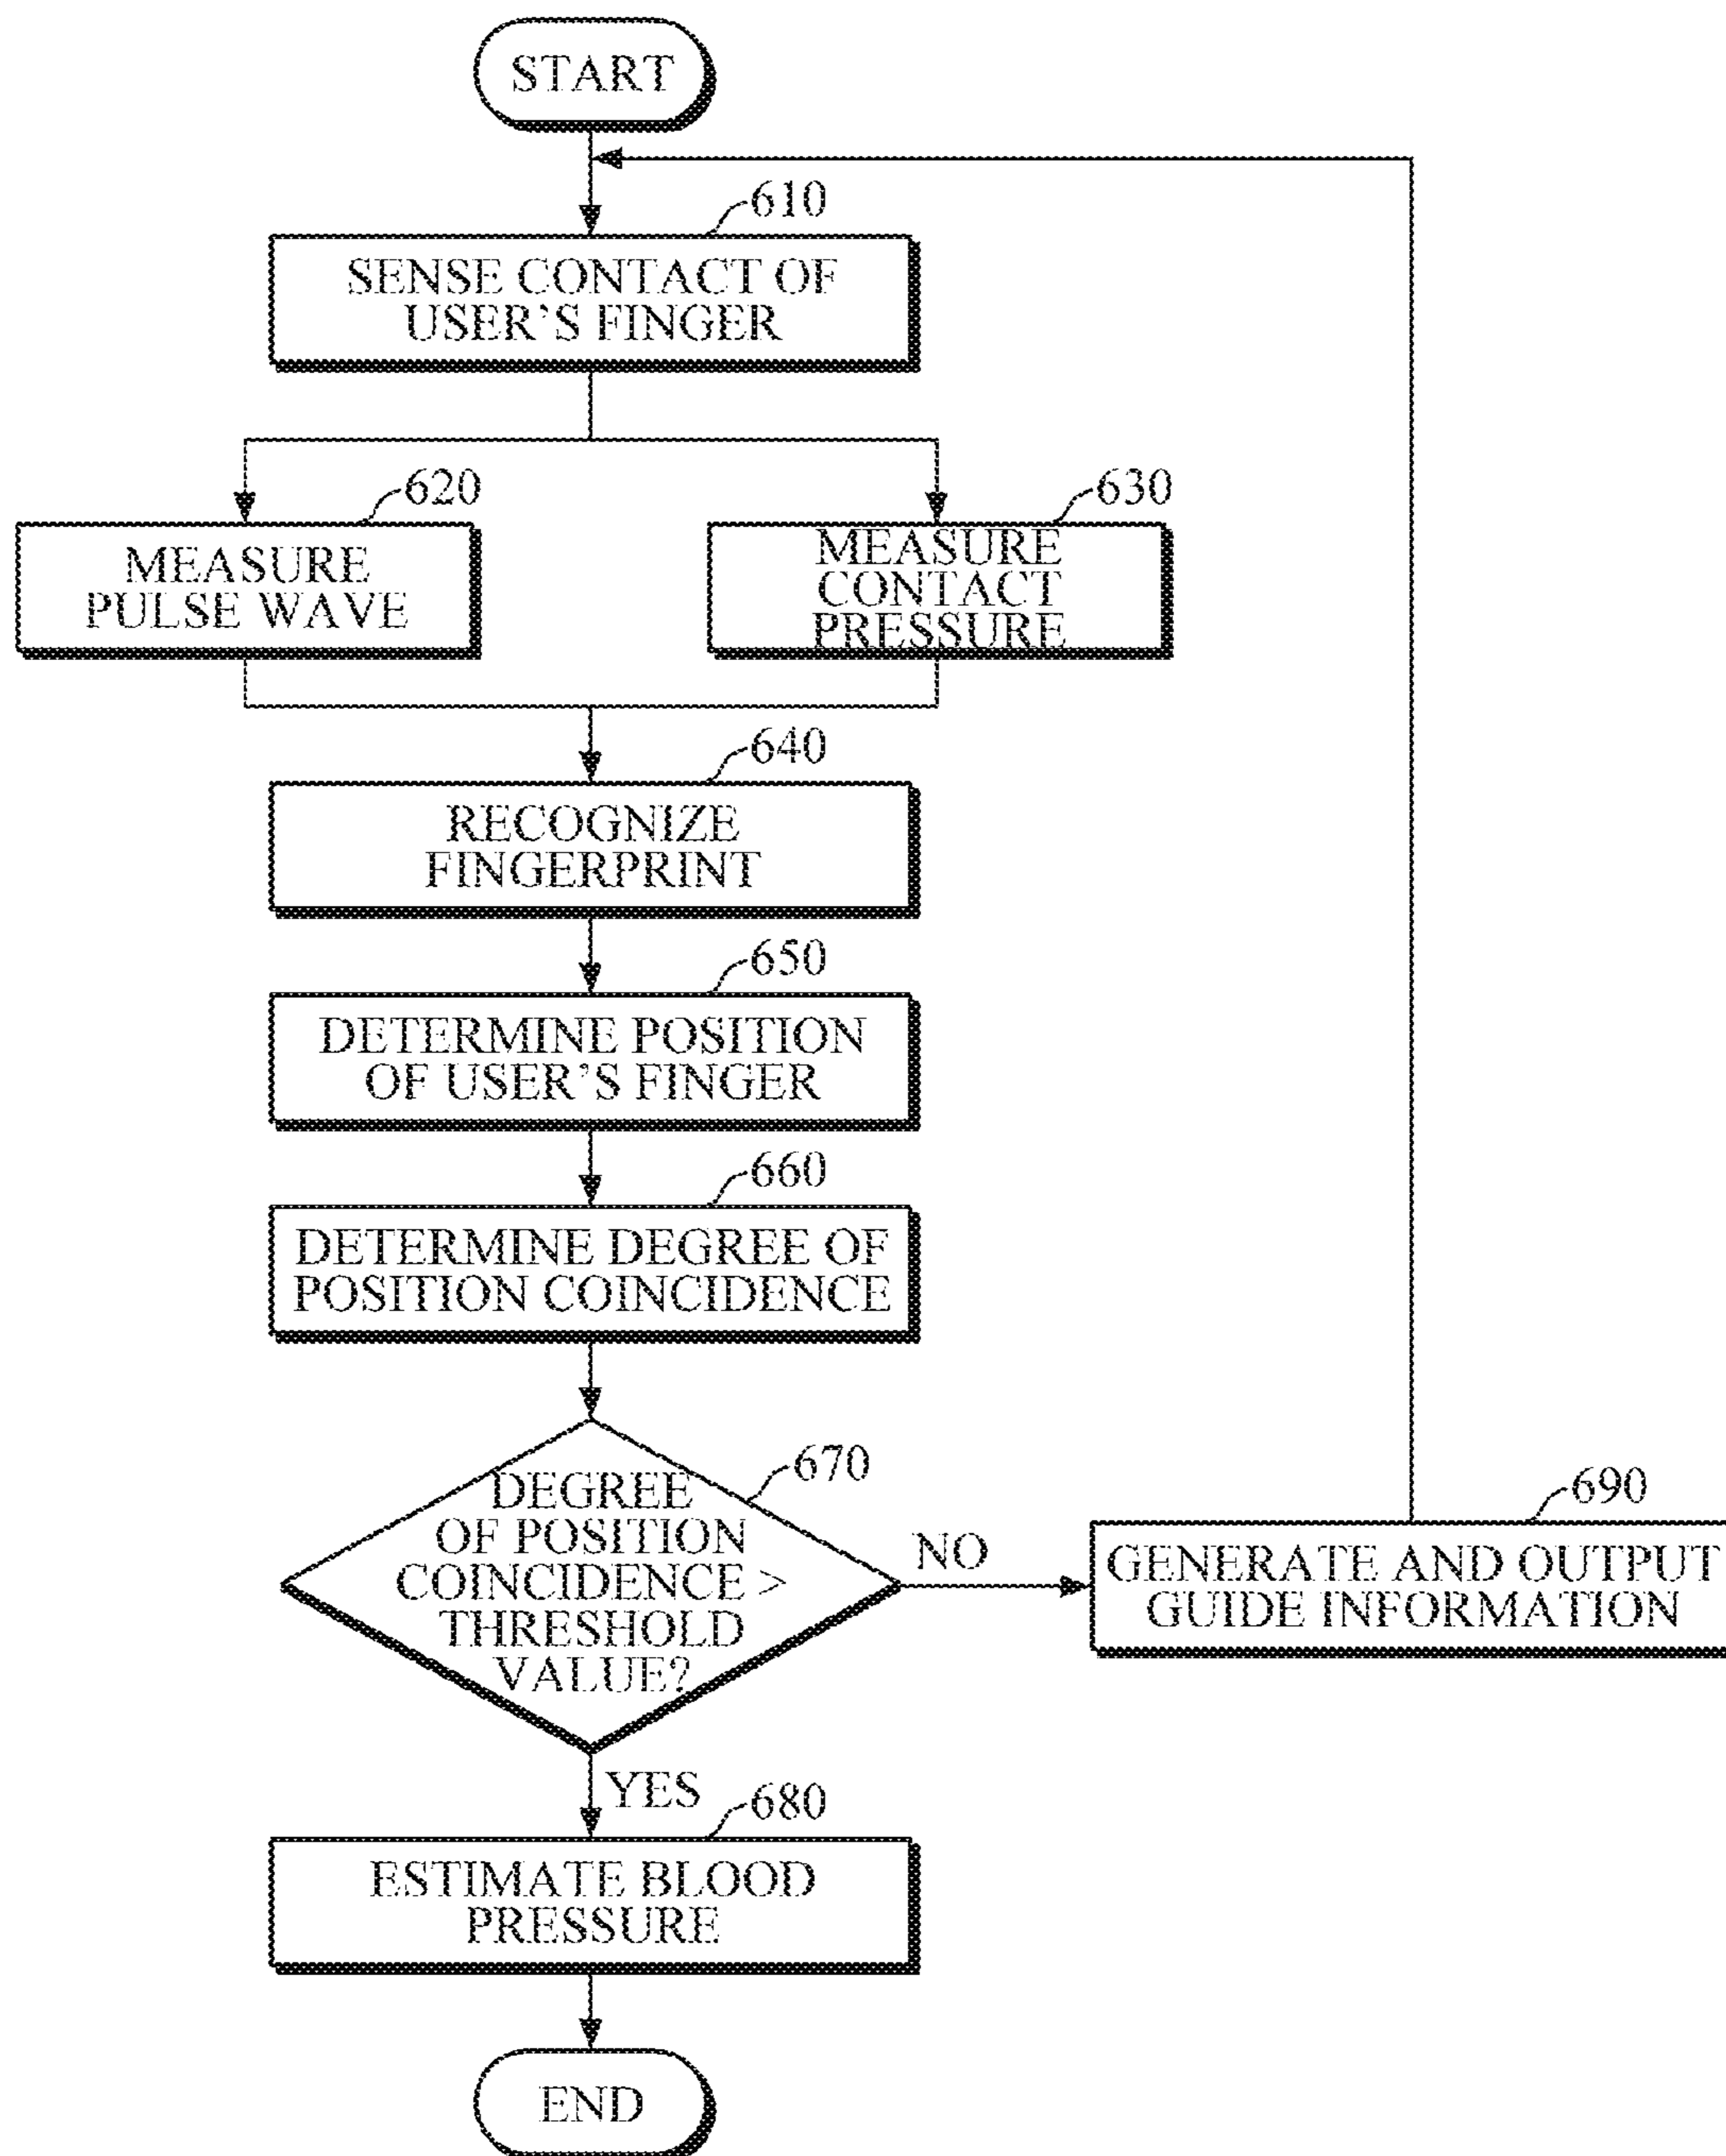 START
610
SENSE CONTACT OF
USER'S FINGER
620
MEASURE
PULSE WAVE
630
MEASURE
CONTACT
PRESSURE
640
RECOGNIZE
FINGERPRINT
650
DETERMINE POSITION
OF USER'S FINGER
660
DETERMINE DEGREE OF
POSITION COINCIDENCE
670
DEGREE
OF POSITION
COINCIDENCE >
THRESHOLD
VALUE?
NO
690
GENERATE AND OUTPUT
GUIDE INFORMATION
YES
680
ESTIMATE BLOOD
PRESSURE
END